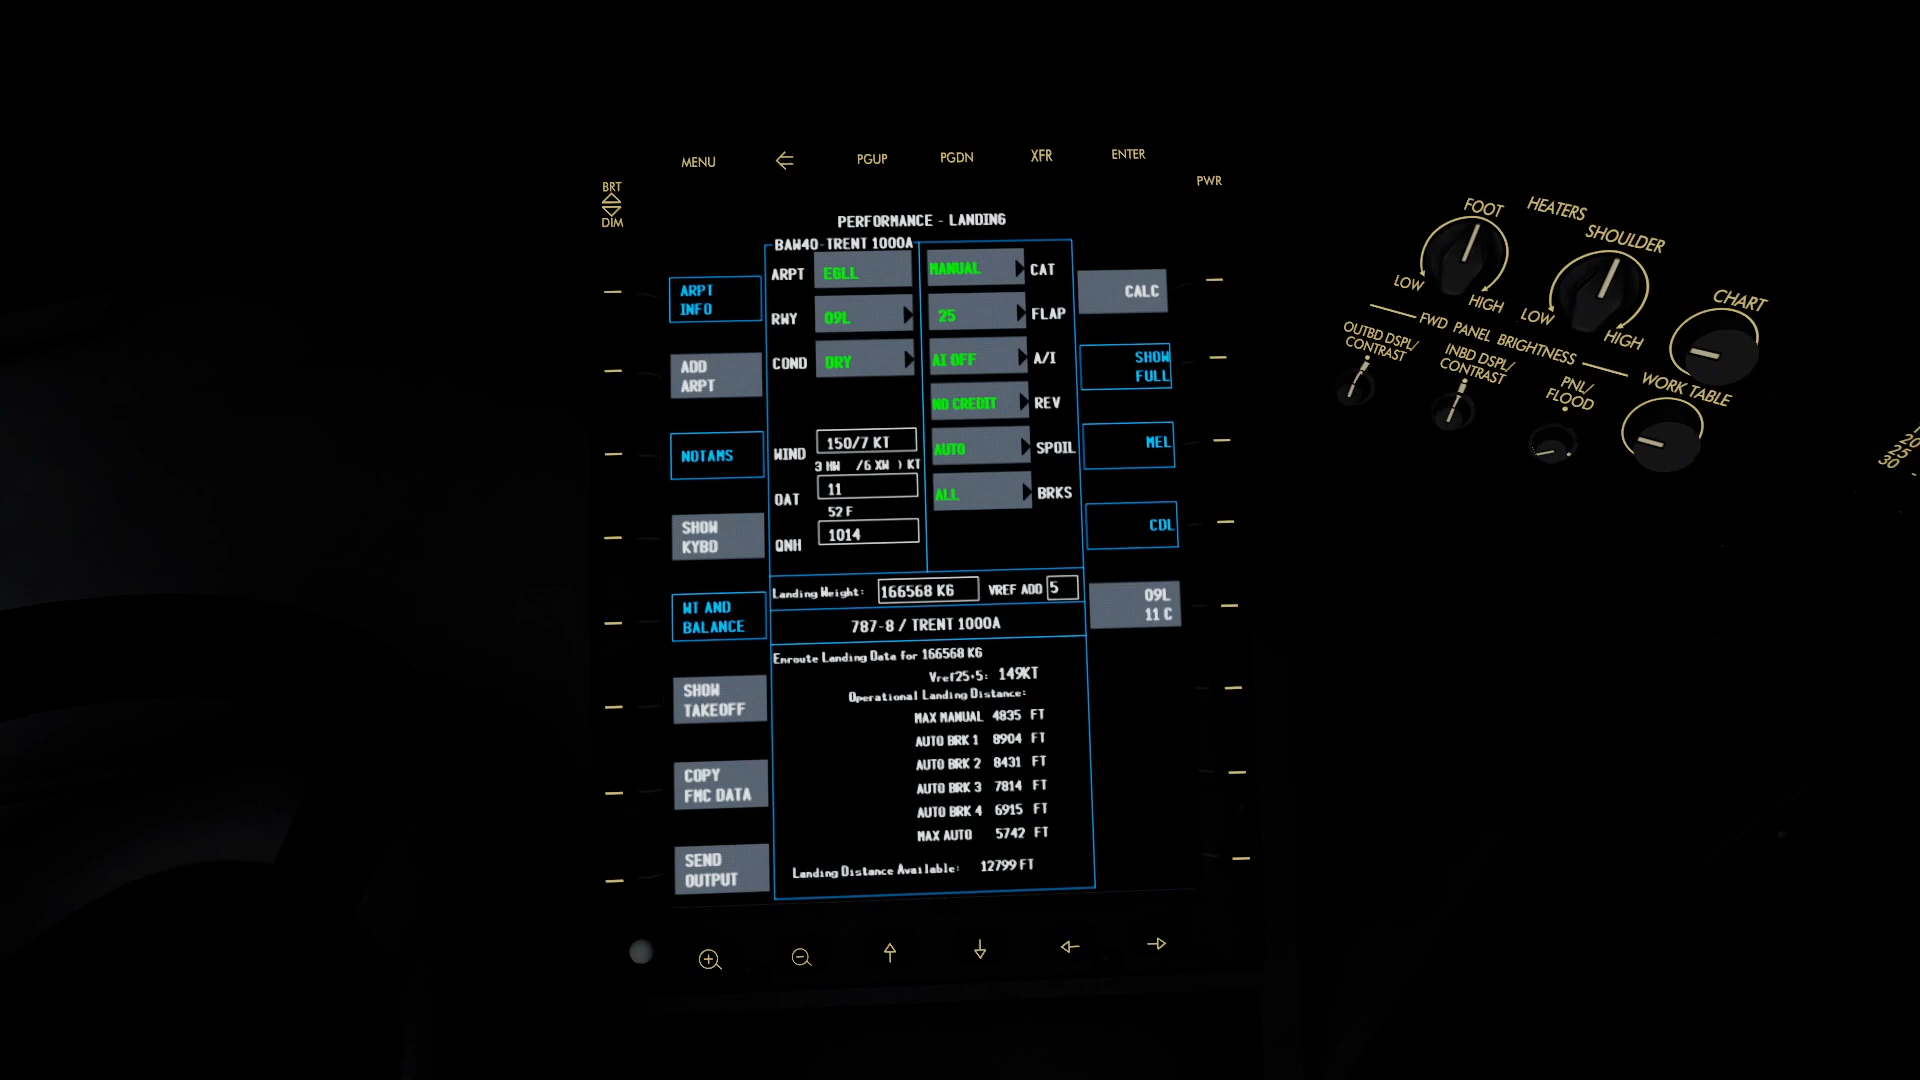 MENU
PGUP
PGDN
XFR
ENTER
PWR
BRT
DIM
PERFORMANCE - LANDING
BAW40-TRENT 1000A
ARPT EGLL
MANUAL CAT
RWY 09L
25 FLAP
COND DRY
AI OFF A/I
NO CREDIT REV
WIND 150/7 KT
3 HW /6 XW ) KT
AUTO SPOIL
OAT 11
52 F
ALL BRKS
QNH 1014
Landing Weight: 166568 KG VREF ADD 5
787-8 / TRENT 1000A
Enroute Landing Data for 166568 KG
Vref25+5: 149KT
Operational Landing Distance:
MAX MANUAL 4835 FT
AUTO BRK 1 8904 FT
AUTO BRK 2 8431 FT
AUTO BRK 3 7814 FT
AUTO BRK 4 6915 FT
MAX AUTO 5742 FT
Landing Distance Available: 12799 FT
ARPT
INFO
ADD
ARPT
NOTAMS
SHOW
KYBD
WT AND
BALANCE
SHOW
TAKEOFF
COPY
FMC DATA
SEND
OUTPUT
CALC
SHOW
FULL
MEL
CDL
09L
11 C
HEATERS
FOOT
LOW
HIGH
SHOULDER
LOW
HIGH
FWD PANEL BRIGHTNESS
OUTBD DSPL/
CONTRAST
INBD DSPL/
CONTRAST
PNL/
FLOOD
CHART
WORK TABLE
25
30